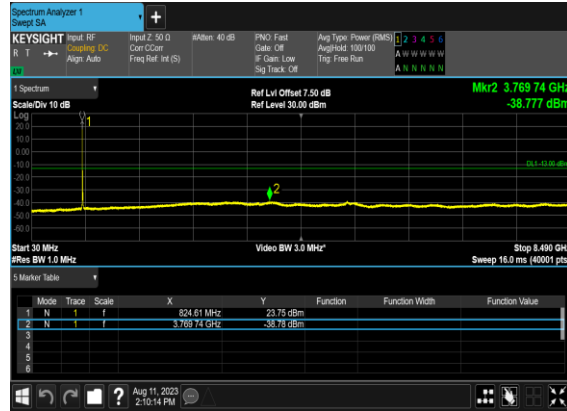 Spectrum Analyzer 1
Swept SA
+
KEYSIGHT Input: RF Input Z: 50 Ω #Atten: 40 dB PNO: Fast Avg Type: Power (RMS) 1 2 3 4 5 6
R T Coupling: DC Corr CCorr Gate: Off Avg|Hold: 100/100 A W W W W W
Align: Auto Freq Ref: Int (S) IF Gain: Low Trig: Free Run
Sig Track: Off A N N N N N
1 Spectrum Ref Lvl Offset 7.50 dB Mkr2 3.769 74 GHz
Scale/Div 10 dB Ref Level 30.00 dBm -38.777 dBm
Log
1
20.0
10.0
0.00
-10.0
DL1 -13.00 dBm
-20.0
-30.0
2
-40.0
-50.0
-60.0
Start 30 MHz Video BW 3.0 MHz* Stop 8.490 GHz
#Res BW 1.0 MHz Sweep 16.0 ms (40001 pts)
5 Marker Table
Mode Trace Scale X Y Function Function Width Function Value
1 N 1 f 824.61 MHz 23.75 dBm
2 N 1 f 3.769 74 GHz -38.78 dBm
3
4
5
6
? Aug 11, 2023
2:10:14 PM